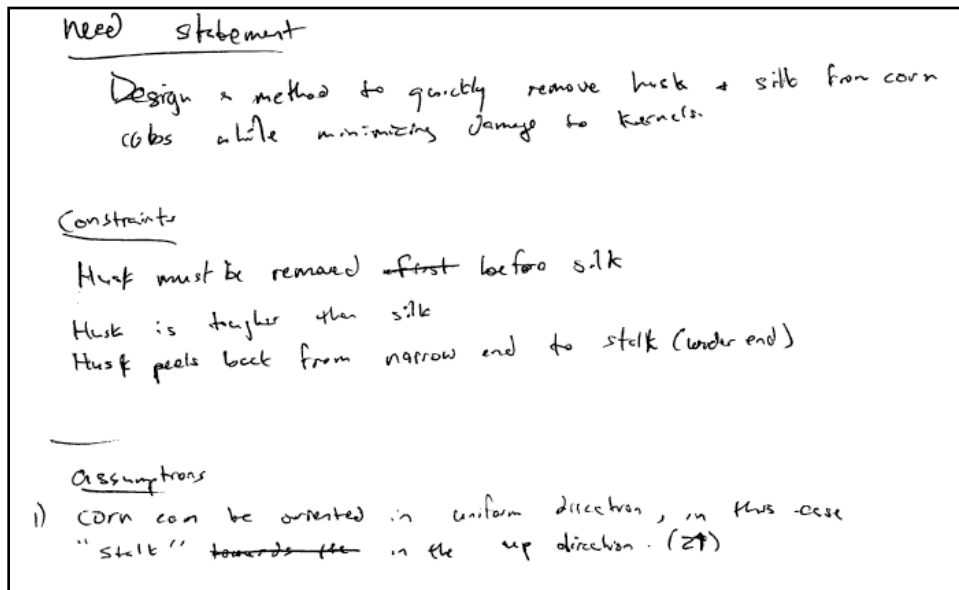 need statement
Design a method to quickly remove husk + silk from corn
cobs while minimizing damage to kernels.
Constraints
Husk must be removed first before silk
Husk is tougher than silk
Husk peels back from narrow end to stalk (wider end)
assumptions
1) corn can be oriented in uniform direction, in this case
"stalk" towards the in the up direction. (Z↑)